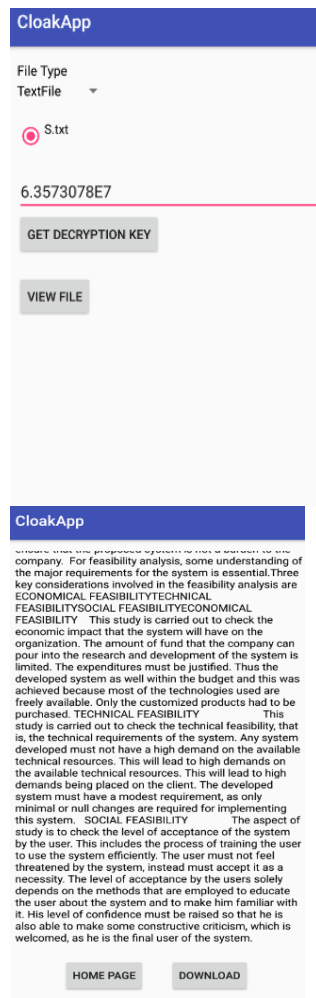 CloakApp
File Type
TextFile
S.txt
6.3573078E7
GET DECRYPTION KEY
VIEW FILE
CloakApp
ensure that the proposed system is not a burden to the
company.  For feasibility analysis, some understanding of
the major requirements for the system is essential.Three
key considerations involved in the feasibility analysis are
ECONOMICAL FEASIBILITYTECHNICAL
FEASIBILITYSOCIAL FEASIBILITYECONOMICAL
FEASIBILITY    This study is carried out to check the
economic impact that the system will have on the
organization. The amount of fund that the company can
pour into the research and development of the system is
limited. The expenditures must be justified. Thus the
developed system as well within the budget and this was
achieved because most of the technologies used are
freely available. Only the customized products had to be
purchased. TECHNICAL FEASIBILITY                This
study is carried out to check the technical feasibility, that
is, the technical requirements of the system. Any system
developed must not have a high demand on the available
technical resources. This will lead to high demands on
the available technical resources. This will lead to high
demands being placed on the client. The developed
system must have a modest requirement, as only
minimal or null changes are required for implementing
this system.   SOCIAL FEASIBILITY           The aspect of
study is to check the level of acceptance of the system
by the user. This includes the process of training the user
to use the system efficiently. The user must not feel
threatened by the system, instead must accept it as a
necessity. The level of acceptance by the users solely
depends on the methods that are employed to educate
the user about the system and to make him familiar with
it. His level of confidence must be raised so that he is
also able to make some constructive criticism, which is
welcomed, as he is the final user of the system.
HOME PAGE
DOWNLOAD